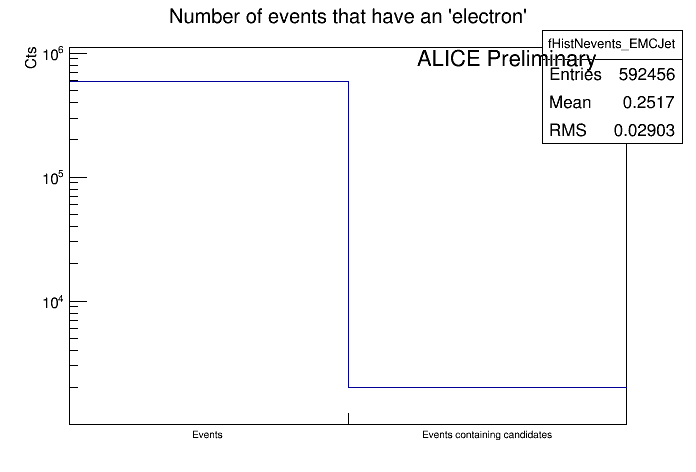 Number of events that have an 'electron'
Cts
ALICE Preliminary
fHistNevents_EMCJet
Entries 592456
Mean 0.2517
RMS 0.02903
10⁶
10⁵
10⁴
Events
Events containing candidates